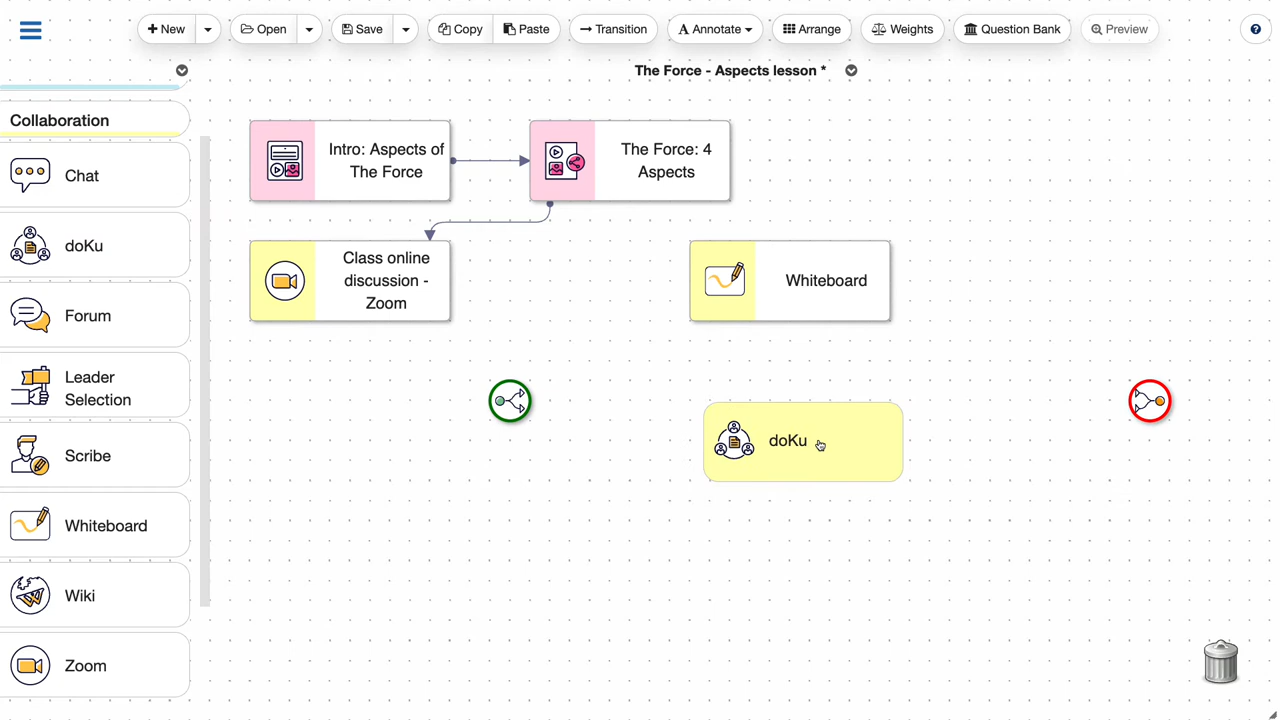 New
Open
Save
Copy
Paste
Transition
Annotate
Arrange
Weights
Question Bank
Preview
?
The Force - Aspects lesson *
Collaboration
Chat
doKu
Forum
Leader
Selection
Scribe
Whiteboard
Wiki
Zoom
Intro: Aspects of
The Force
The Force: 4
Aspects
Class online
discussion -
Zoom
Whiteboard
doKu